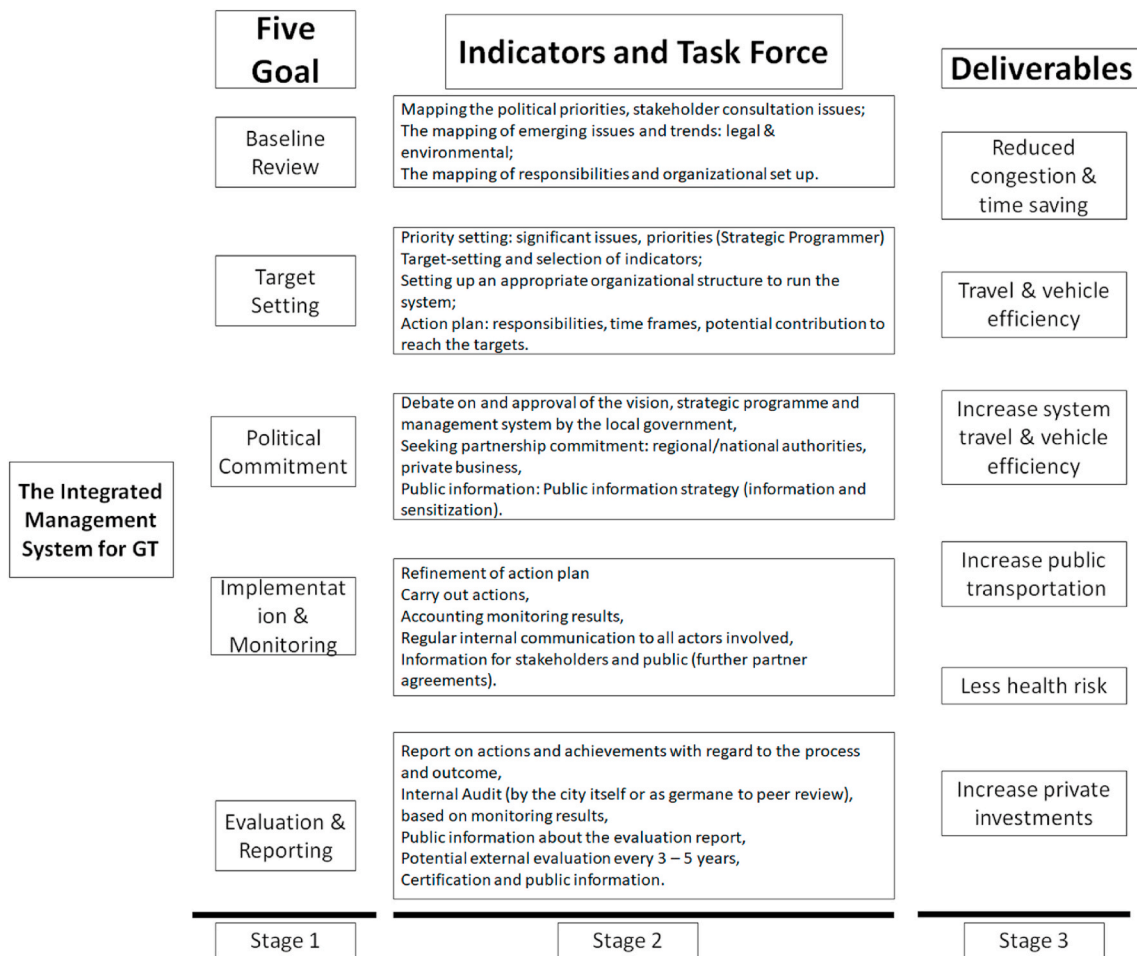 The Integrated
Management
System for GT
Five
Goal
Baseline
Review
Target
Setting
Political
Commitment
Implementat
ion &
Monitoring
Evaluation &
Reporting
Stage 1
Indicators and Task Force
Mapping the political priorities, stakeholder consultation issues;
The mapping of emerging issues and trends: legal &
environmental;
The mapping of responsibilities and organizational set up.
Priority setting: significant issues, priorities (Strategic Programmer)
Target-setting and selection of indicators;
Setting up an appropriate organizational structure to run the
system;
Action plan: responsibilities, time frames, potential contribution to
reach the targets.
Debate on and approval of the vision, strategic programme and
management system by the local government,
Seeking partnership commitment: regional/national authorities,
private business,
Public information: Public information strategy (information and
sensitization).
Refinement of action plan
Carry out actions,
Accounting monitoring results,
Regular internal communication to all actors involved,
Information for stakeholders and public (further partner
agreements).
Report on actions and achievements with regard to the process
and outcome,
Internal Audit (by the city itself or as germane to peer review),
based on monitoring results,
Public information about the evaluation report,
Potential external evaluation every 3 – 5 years,
Certification and public information.
Stage 2
Deliverables
Reduced
congestion &
time saving
Travel & vehicle
efficiency
Increase system
travel & vehicle
efficiency
Increase public
transportation
Less health risk
Increase private
investments
Stage 3